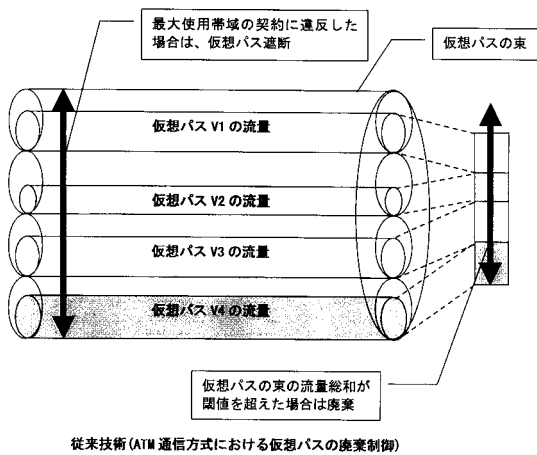 最大使用帯域の契約に違反した
場合は、仮想パス遮断
仮想パスの束
仮想パス V1 の流量
仮想パス V2 の流量
仮想パス V3 の流量
仮想パス V4 の流量
仮想パスの束の流量総和が
閾値を超えた場合は廃棄
従来技術(ATM 通信方式における仮想パスの廃棄制御)